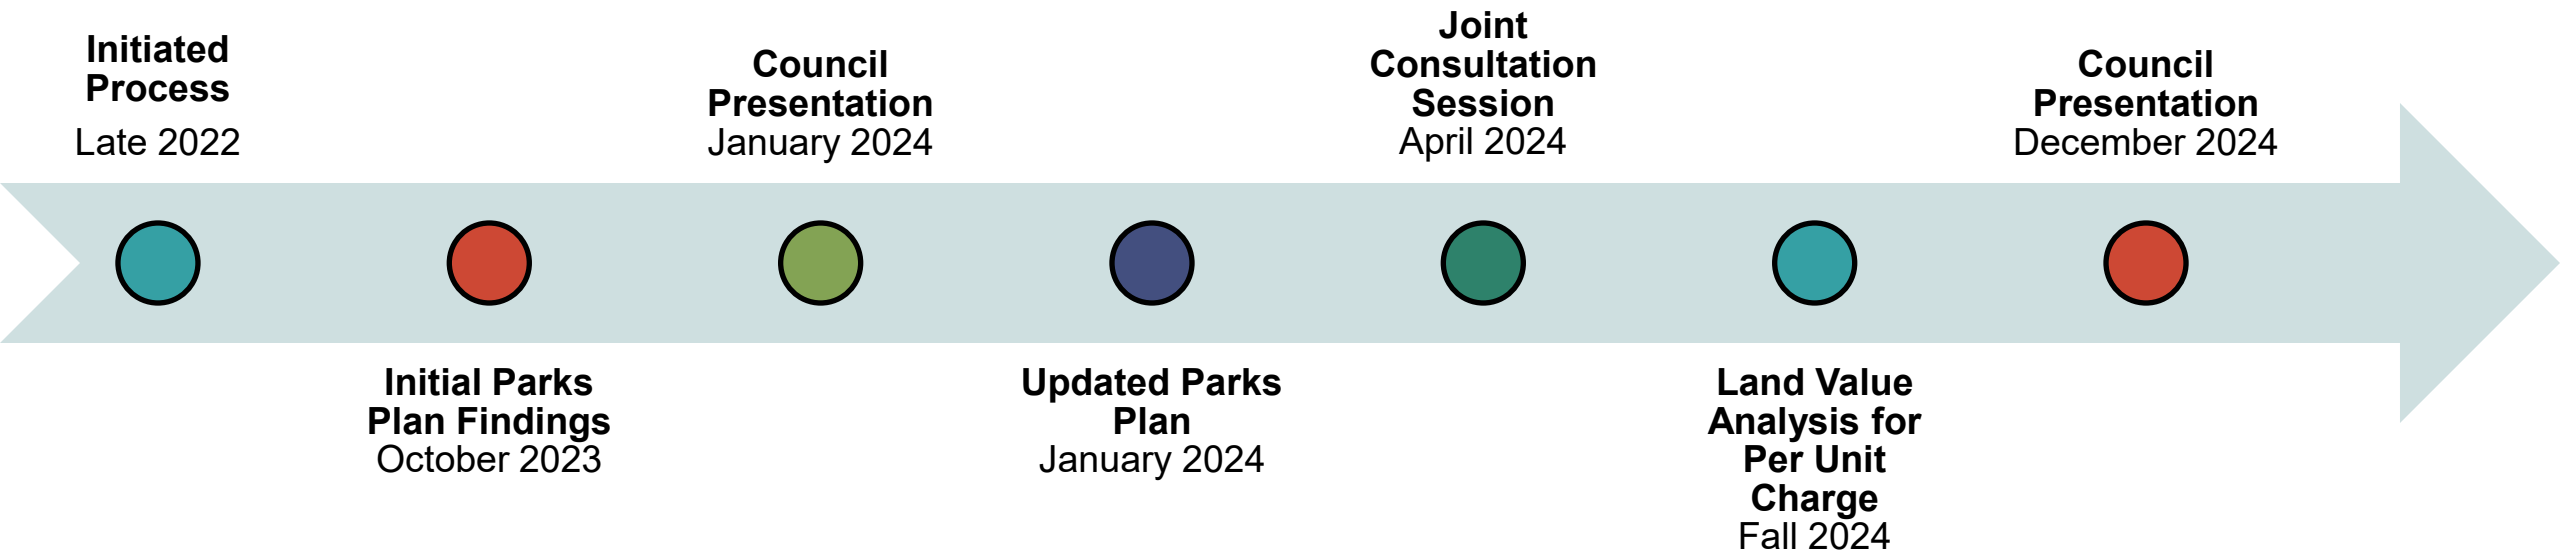 Initiated
Process
Late 2022
Initial Parks
Plan Findings
October 2023
Council
Presentation
January 2024
Updated Parks
Plan
January 2024
Joint
Consultation
Session
April 2024
Land Value
Analysis for
Per Unit
Charge
Fall 2024
Council
Presentation
December 2024